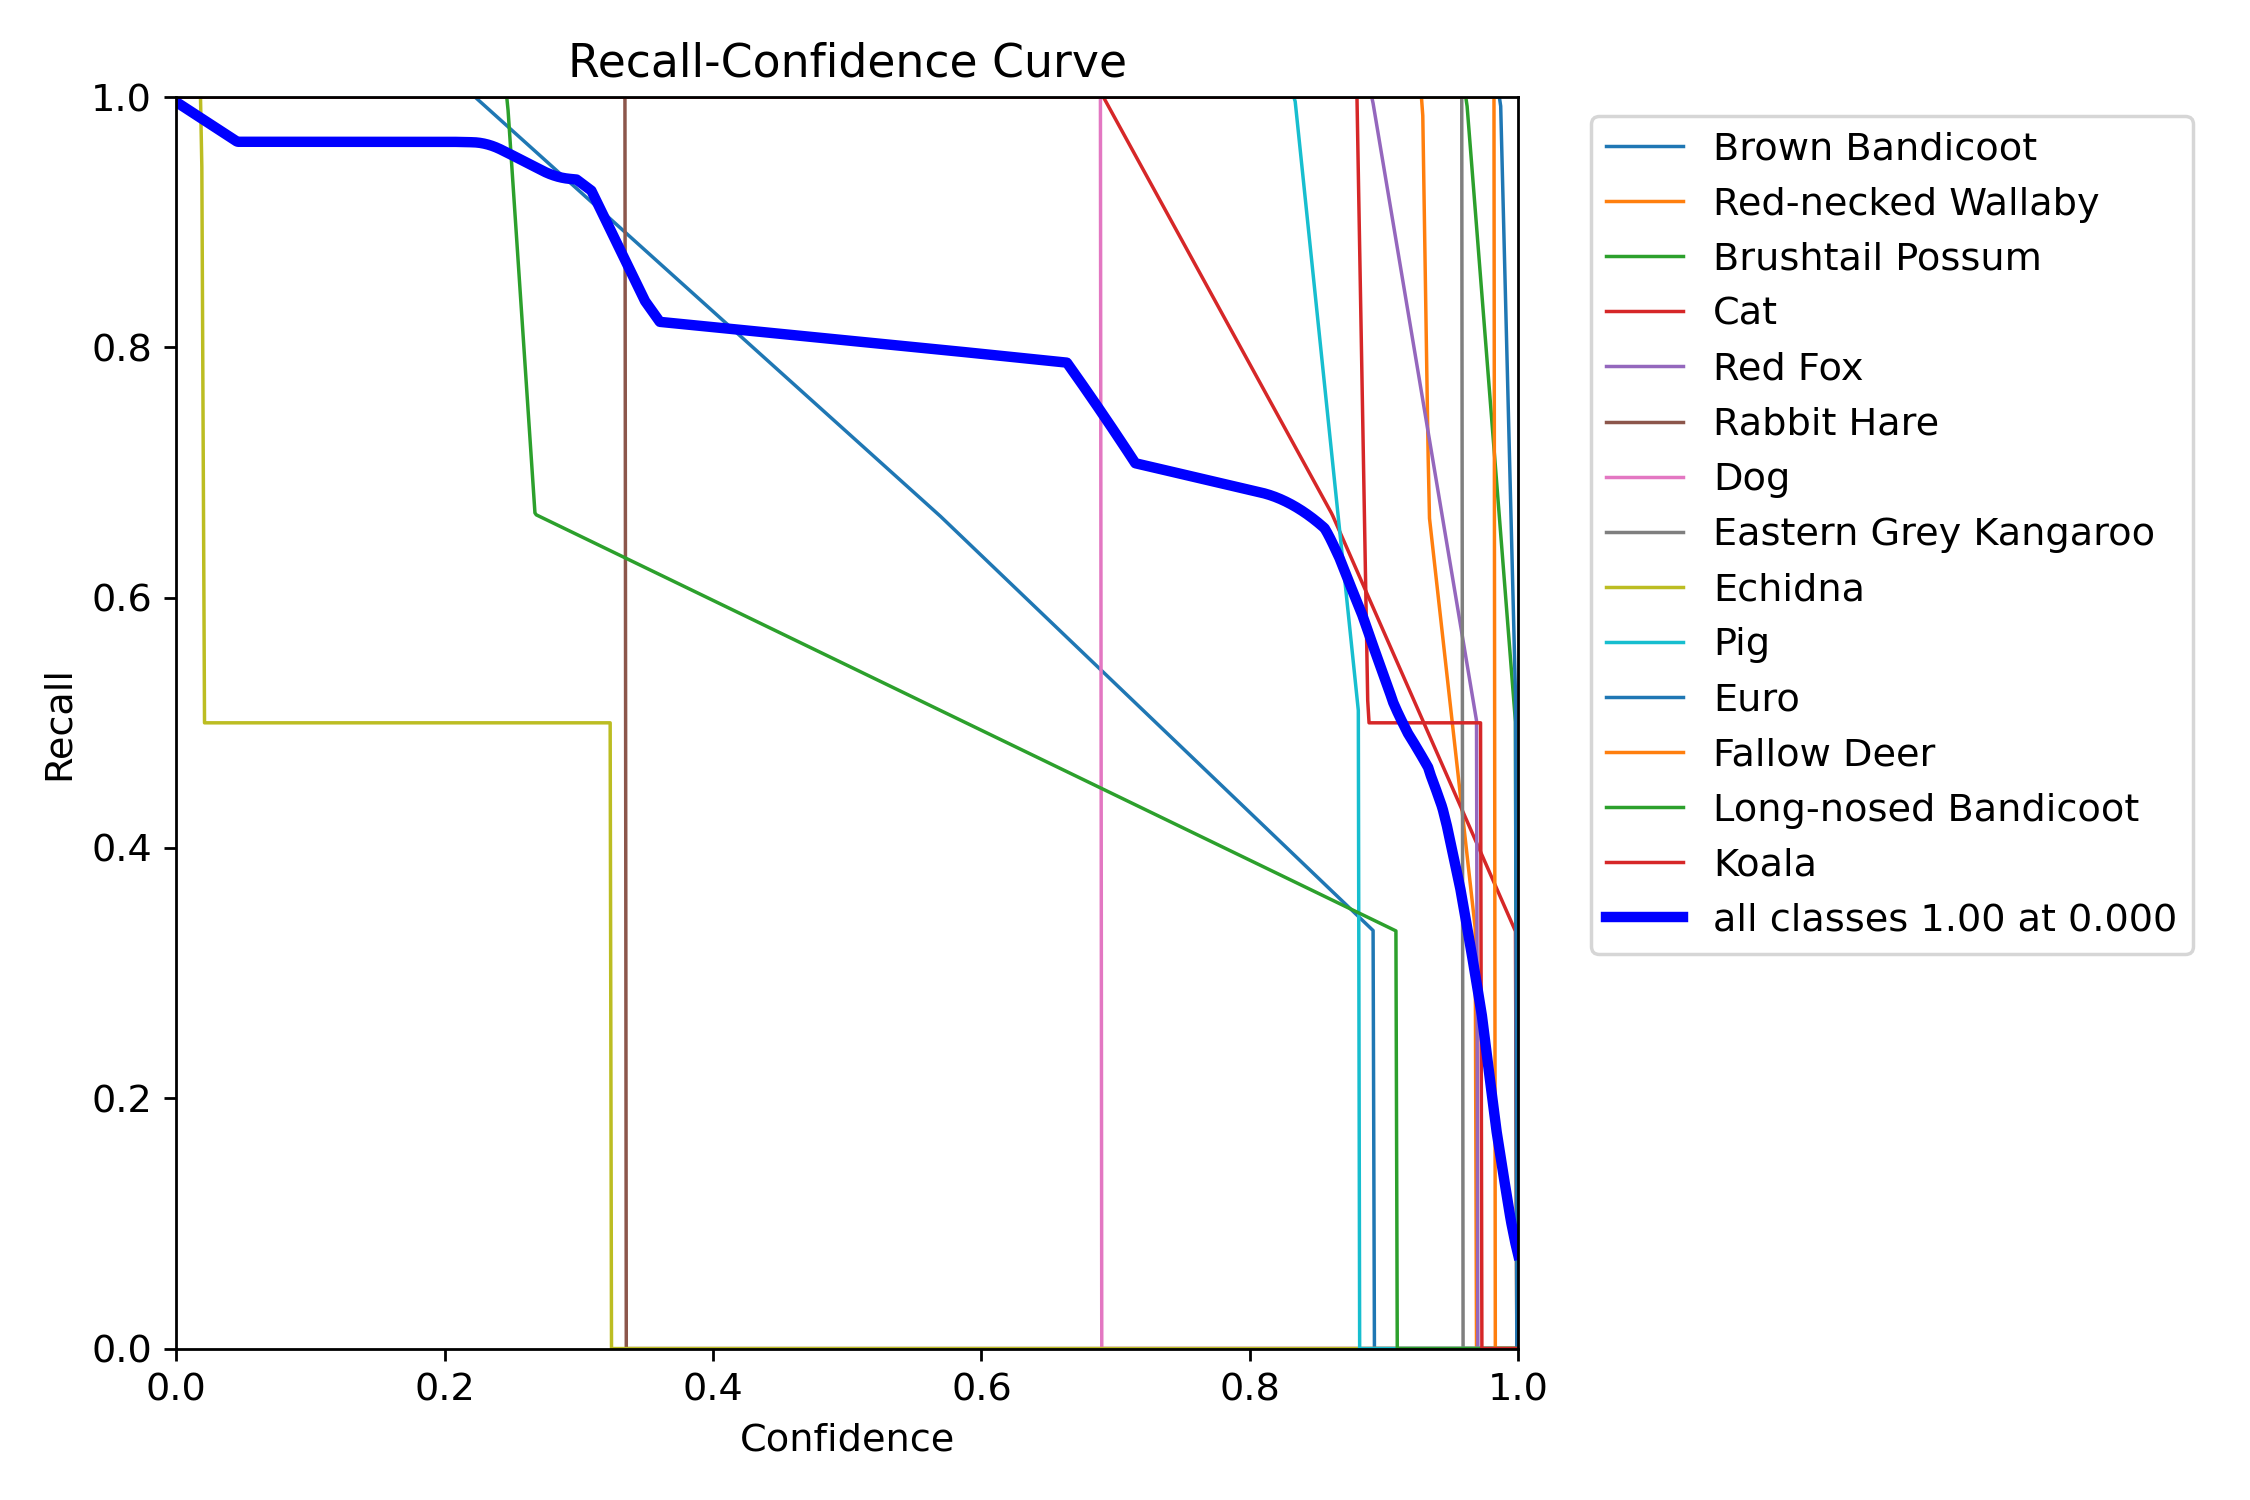 Recall-Confidence Curve
1.0
0.8
0.6
0.4
0.2
0.0
Recall
0.0 0.2 0.4 0.6 0.8 1.0
Confidence
Brown Bandicoot
Red-necked Wallaby
Brushtail Possum
Cat
Red Fox
Rabbit Hare
Dog
Eastern Grey Kangaroo
Echidna
Pig
Euro
Fallow Deer
Long-nosed Bandicoot
Koala
all classes 1.00 at 0.000